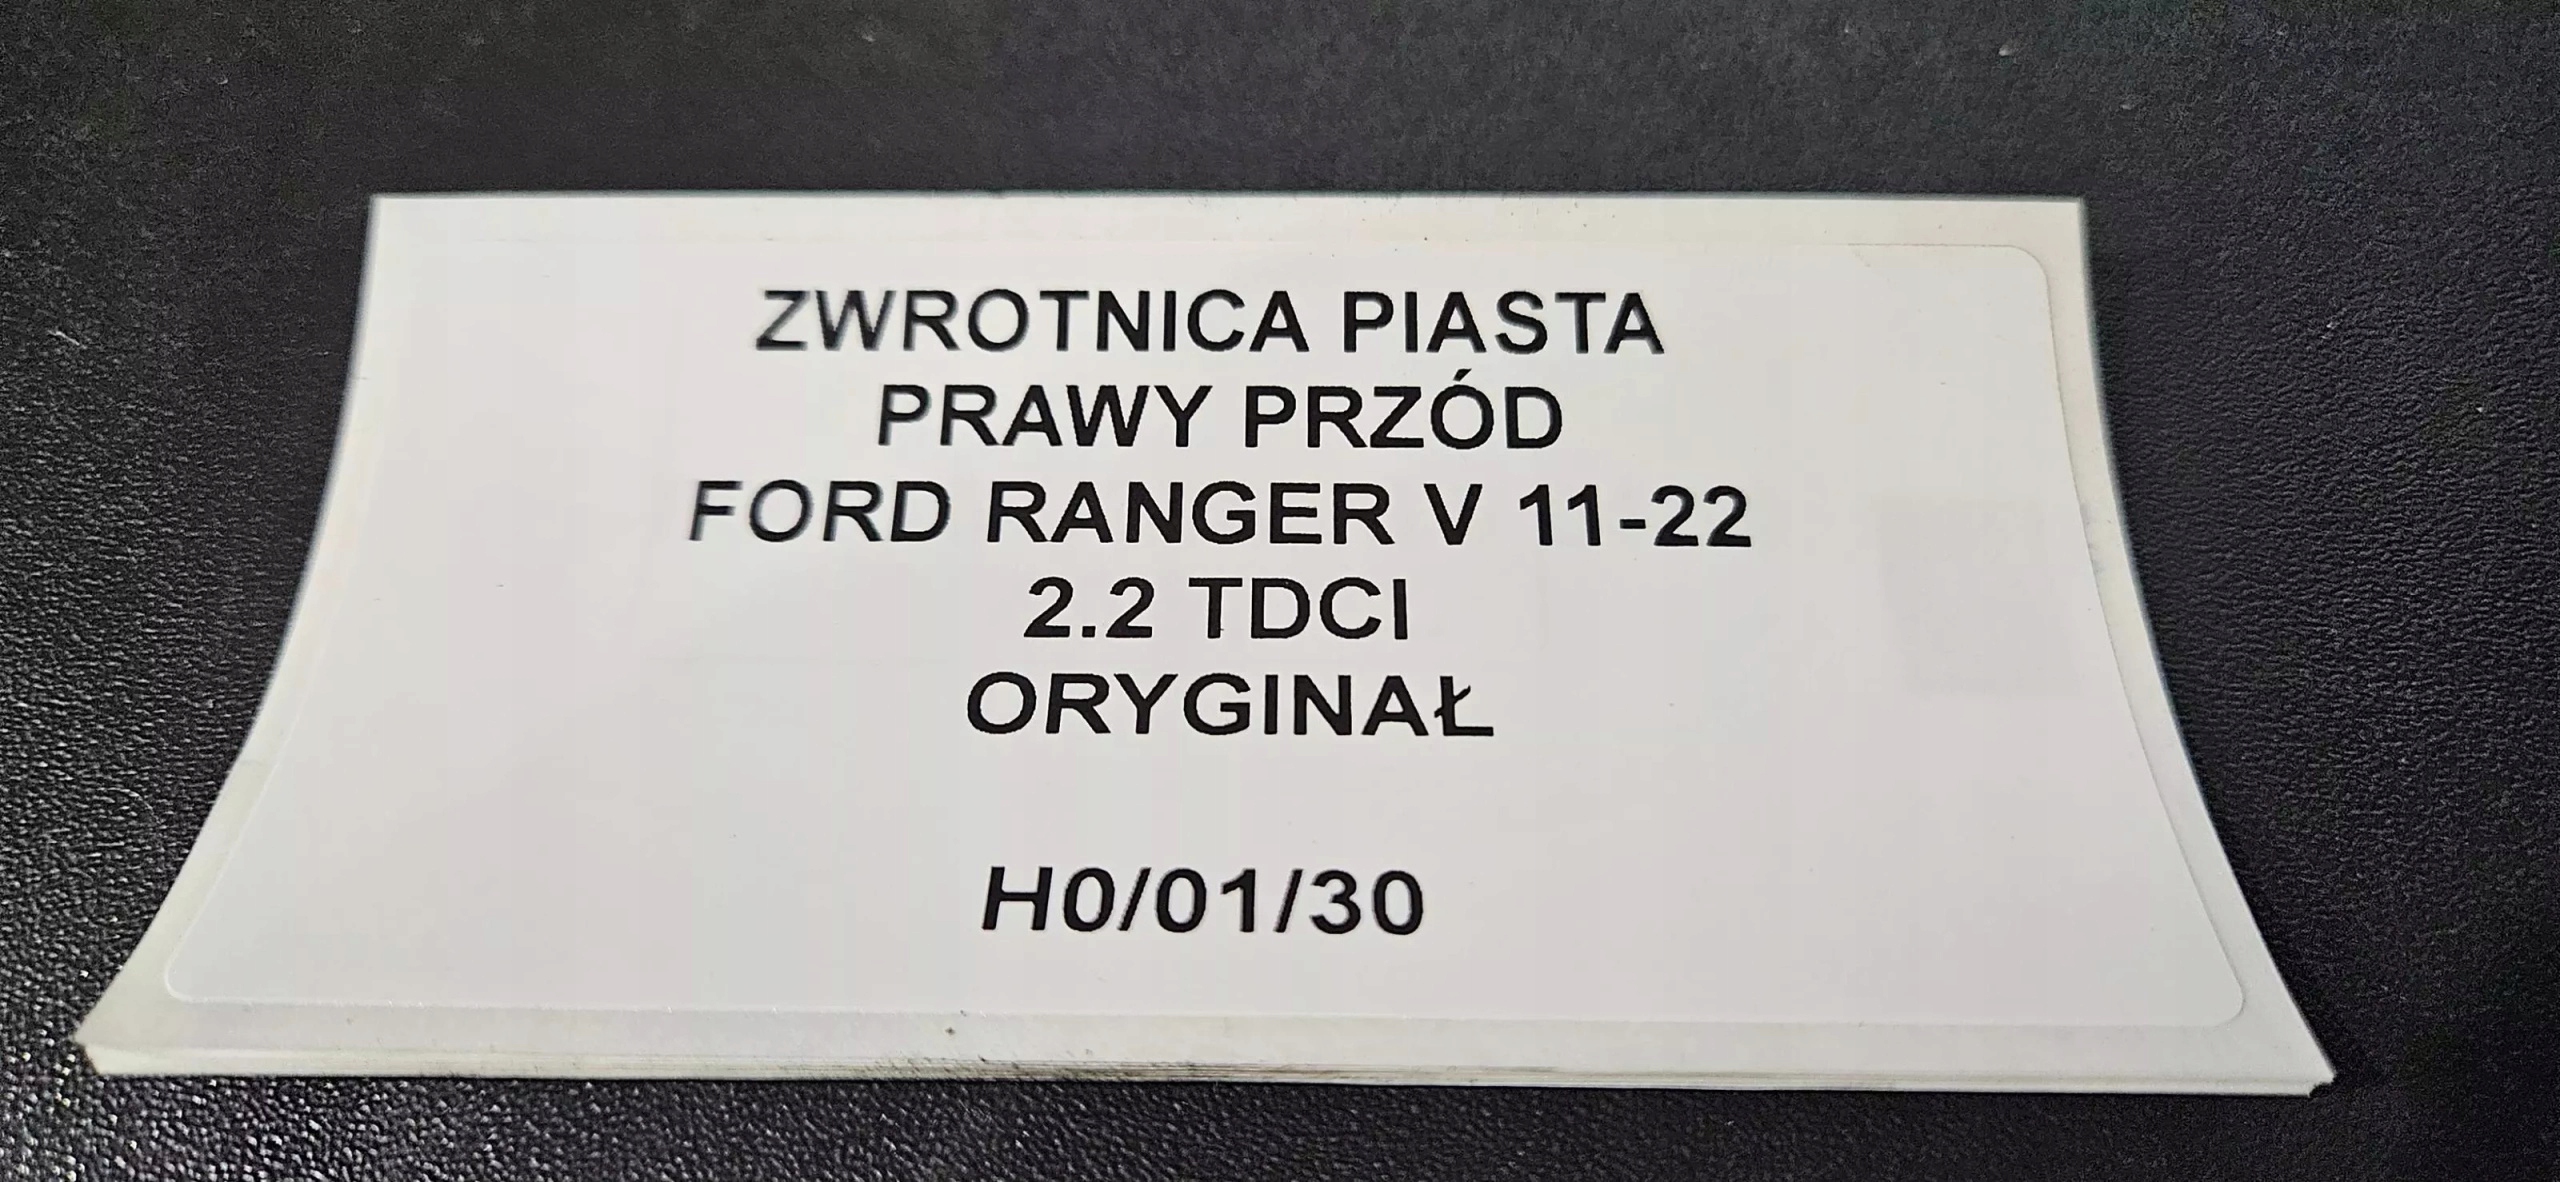 ZWROTNICA PIASTA
PRAWY PRZÓD
FORD RANGER V 11-22
2.2 TDCI
ORYGINAŁ
H0/01/30